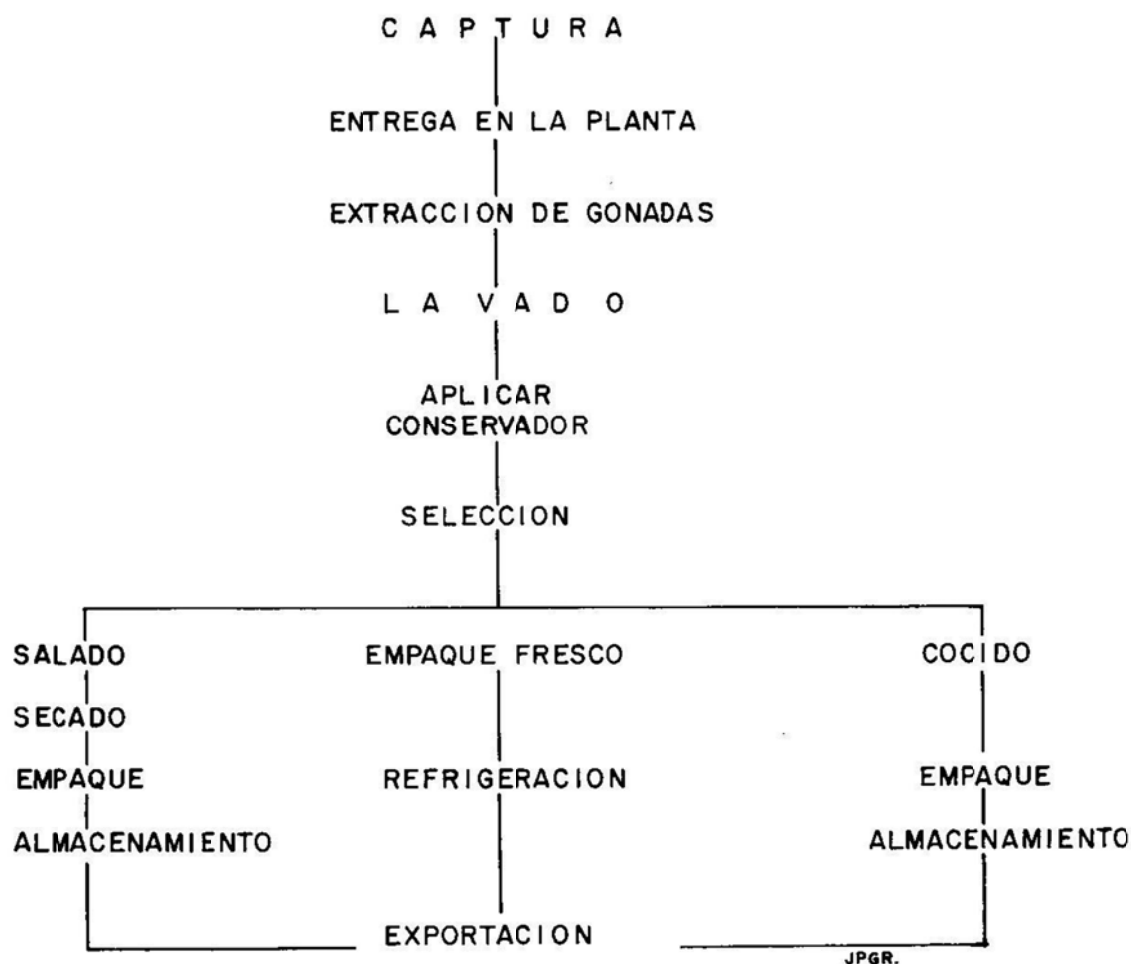 CAPTURA
ENTREGA EN LA PLANTA
EXTRACCION DE GONADAS
LAVADO
APLICAR
CONSERVADOR
SELECCION
SALADO EMPAQUE FRESCO COCIDO
SECADO
EMPAQUE REFRIGERACION EMPAQUE
ALMACENAMIENTO ALMACENAMIENTO
EXPORTACION
JPGR.